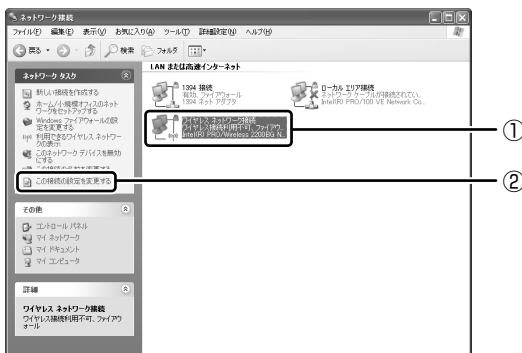 ネットワーク接続
ファイル(F) 編集(E) 表示(V) お気に入り(A) ツール(T) 詳細設定(N) ヘルプ(H)
戻る 検索 フォルダ
ネットワーク タスク
新しい接続を作成する
ホーム/小規模オフィスのネットワークをセットアップする
Windows ファイアウォールの設定を変更する
利用できるワイヤレス ネットワークの表示
このネットワーク デバイスを無効にする
この接続の名前を変更する
この接続の設定を変更する
その他
コントロール パネル
マイ ネットワーク
マイ ドキュメント
マイ コンピュータ
詳細
ワイヤレス ネットワーク接続
ワイヤレス接続利用不可、ファイアウォール
LAN または高速インターネット
1394 接続
有効、ファイアウォール
1394 ネット アダプタ
ローカル エリア接続
ネットワーク ケーブルが接続されてい..
Intel(R) PRO/100 VE Network Co..
ワイヤレス ネットワーク接続
ワイヤレス接続利用不可、ファイアウ..
Intel(R) PRO/Wireless 2200BG N..
①
②